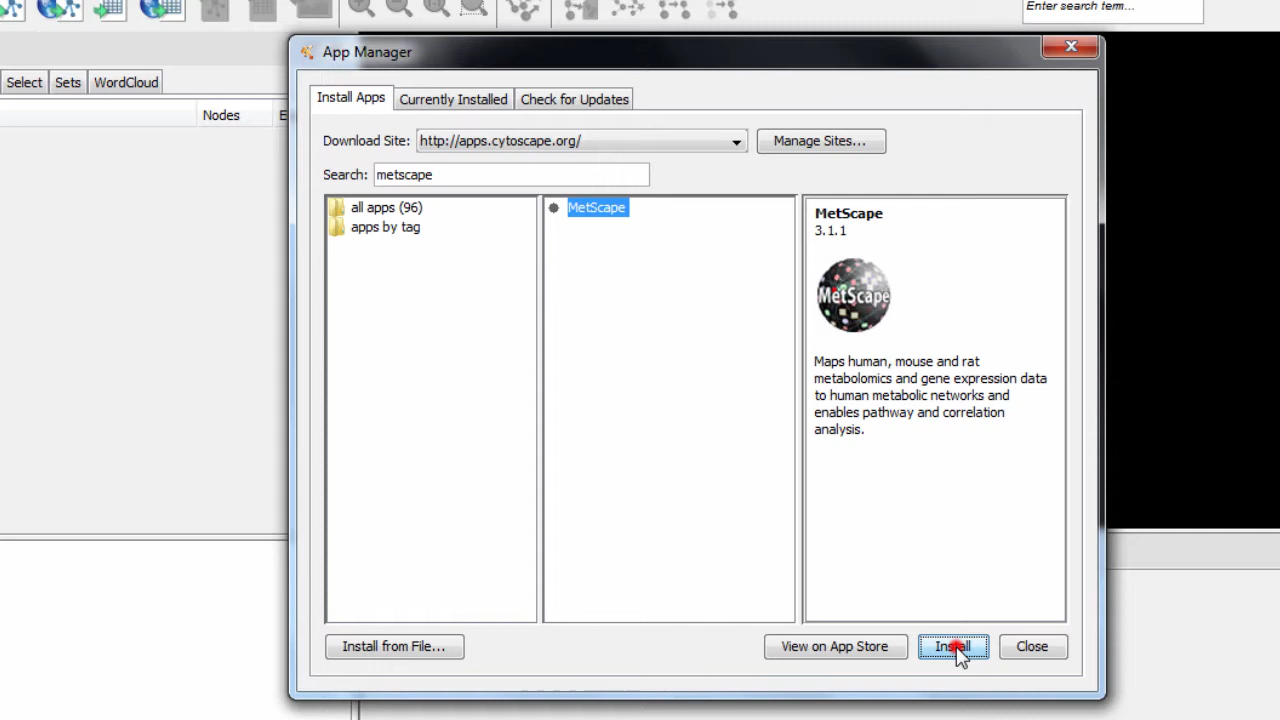 Enter search term...
App Manager
Select Sets WordCloud
Install Apps Currently Installed Check for Updates
Nodes E
Download Site: http://apps.cytoscape.org/ Manage Sites...
Search: metscape
all apps (96)
apps by tag
MetScape
MetScape
3.1.1
MetScape
Maps human, mouse and rat
metabolomics and gene expression data
to human metabolic networks and
enables pathway and correlation
analysis.
Install from File... View on App Store Install Close